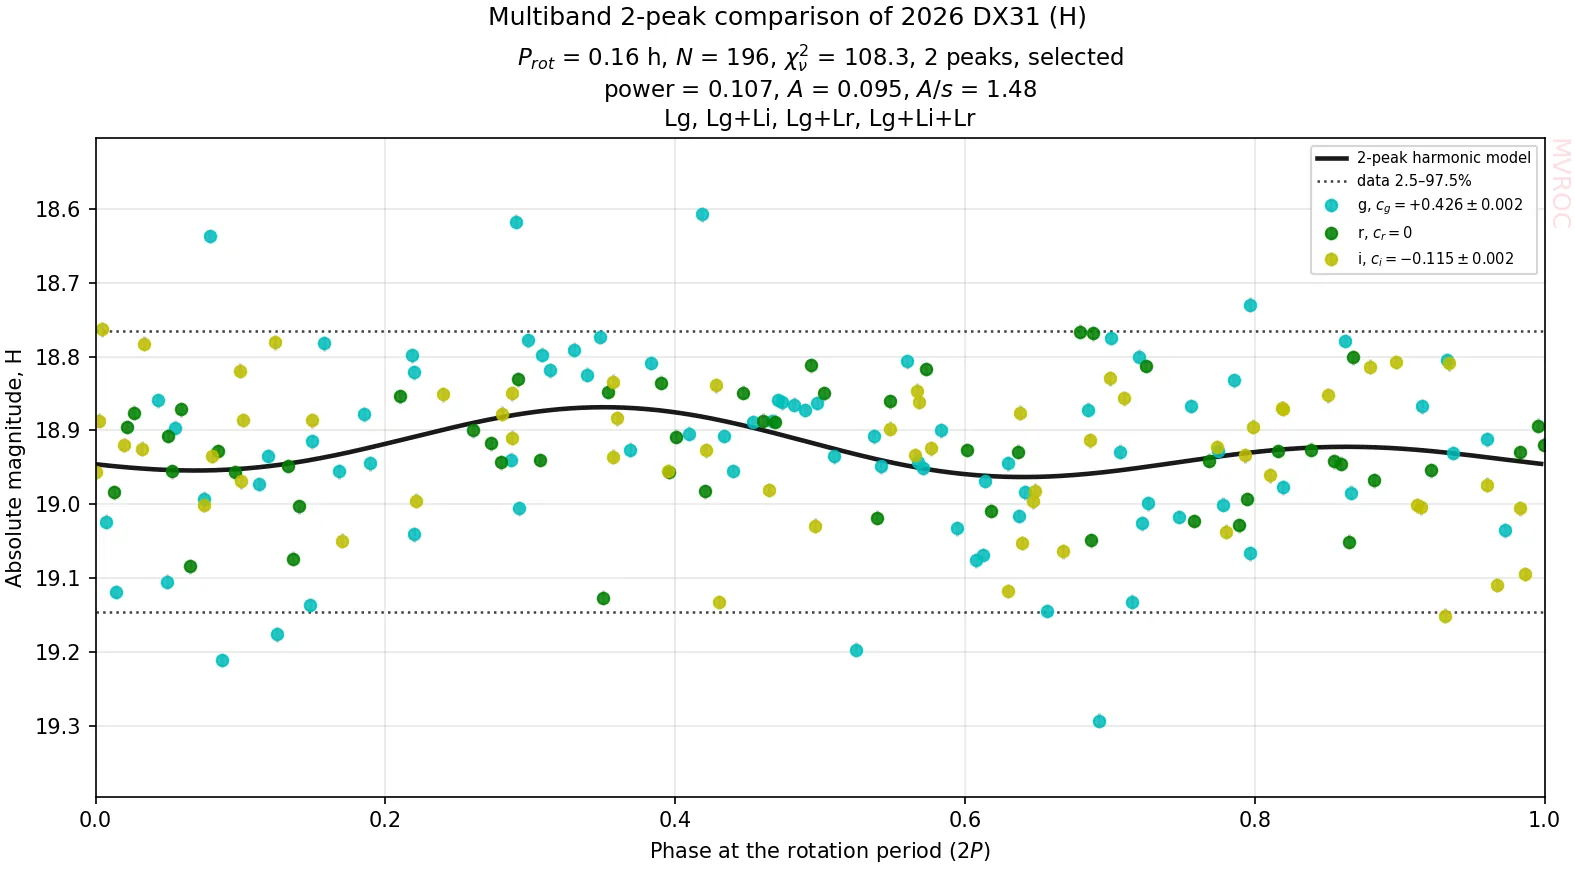 Multiband 2-peak comparison of 2026 DX31 (H)
P_rot = 0.16 h, N = 196, χ²_ν = 108.3, 2 peaks, selected
power = 0.107, A = 0.095, A/s = 1.48
Lg, Lg+Li, Lg+Lr, Lg+Li+Lr
2-peak harmonic model
data 2.5–97.5%
g, c_g = +0.426 ± 0.002
r, c_r = 0
i, c_i = −0.115 ± 0.002
MVROC
Absolute magnitude, H
18.6
18.7
18.8
18.9
19.0
19.1
19.2
19.3
0.0
0.2
0.4
0.6
0.8
1.0
Phase at the rotation period (2P)